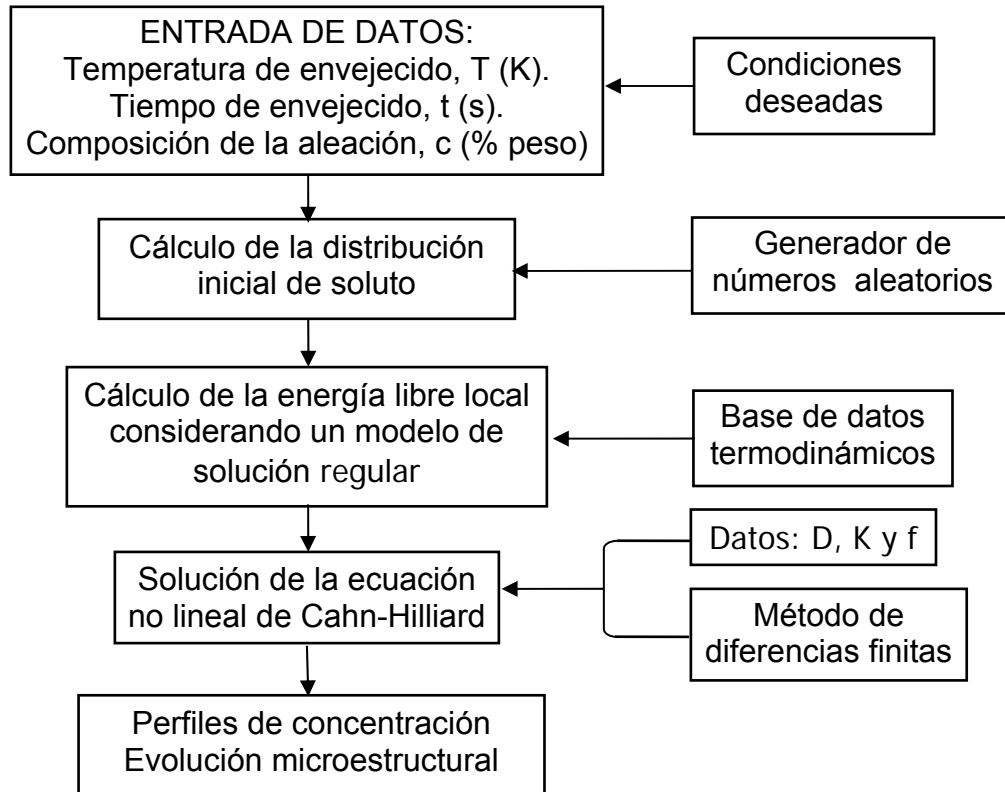 ENTRADA DE DATOS:
Temperatura de envejecido, T (K).
Tiempo de envejecido, t (s).
Composición de la aleación, c (% peso)
Condiciones
deseadas
Cálculo de la distribución
inicial de soluto
Generador de
números aleatorios
Cálculo de la energía libre local
considerando un modelo de
solución regular
Base de datos
termodinámicos
Datos: D, K y f
Solución de la ecuación
no lineal de Cahn-Hilliard
Método de
diferencias finitas
Perfiles de concentración
Evolución microestructural